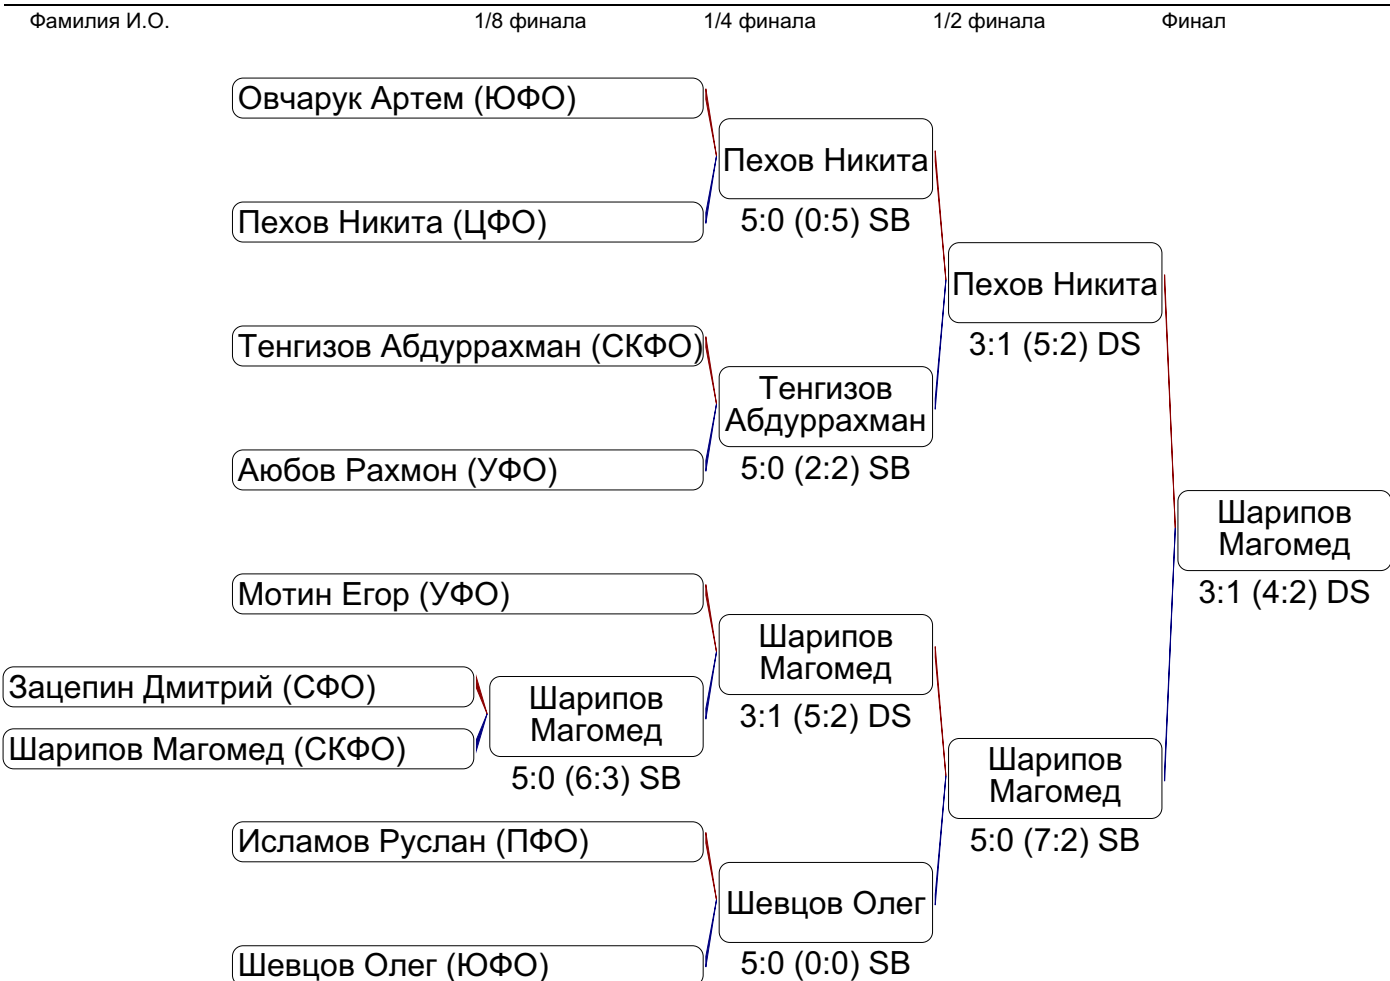 Фамилия И.О. 1/8 финала 1/4 финала 1/2 финала Финал
Овчарук Артем (ЮФО)
Пехов Никита
Пехов Никита (ЦФО)
5:0 (0:5) SB
Пехов Никита
Тенгизов Абдуррахман (СКФО)
3:1 (5:2) DS
Тенгизов
Абдуррахман
Аюбов Рахмон (УФО)
5:0 (2:2) SB
Шарипов
Магомед
Мотин Егор (УФО)
3:1 (4:2) DS
Шарипов
Магомед
Зацепин Дмитрий (СФО)
Шарипов
Магомед
3:1 (5:2) DS
Шарипов Магомед (СКФО)
5:0 (6:3) SB
Шарипов
Магомед
Исламов Руслан (ПФО)
5:0 (7:2) SB
Шевцов Олег
Шевцов Олег (ЮФО)
5:0 (0:0) SB